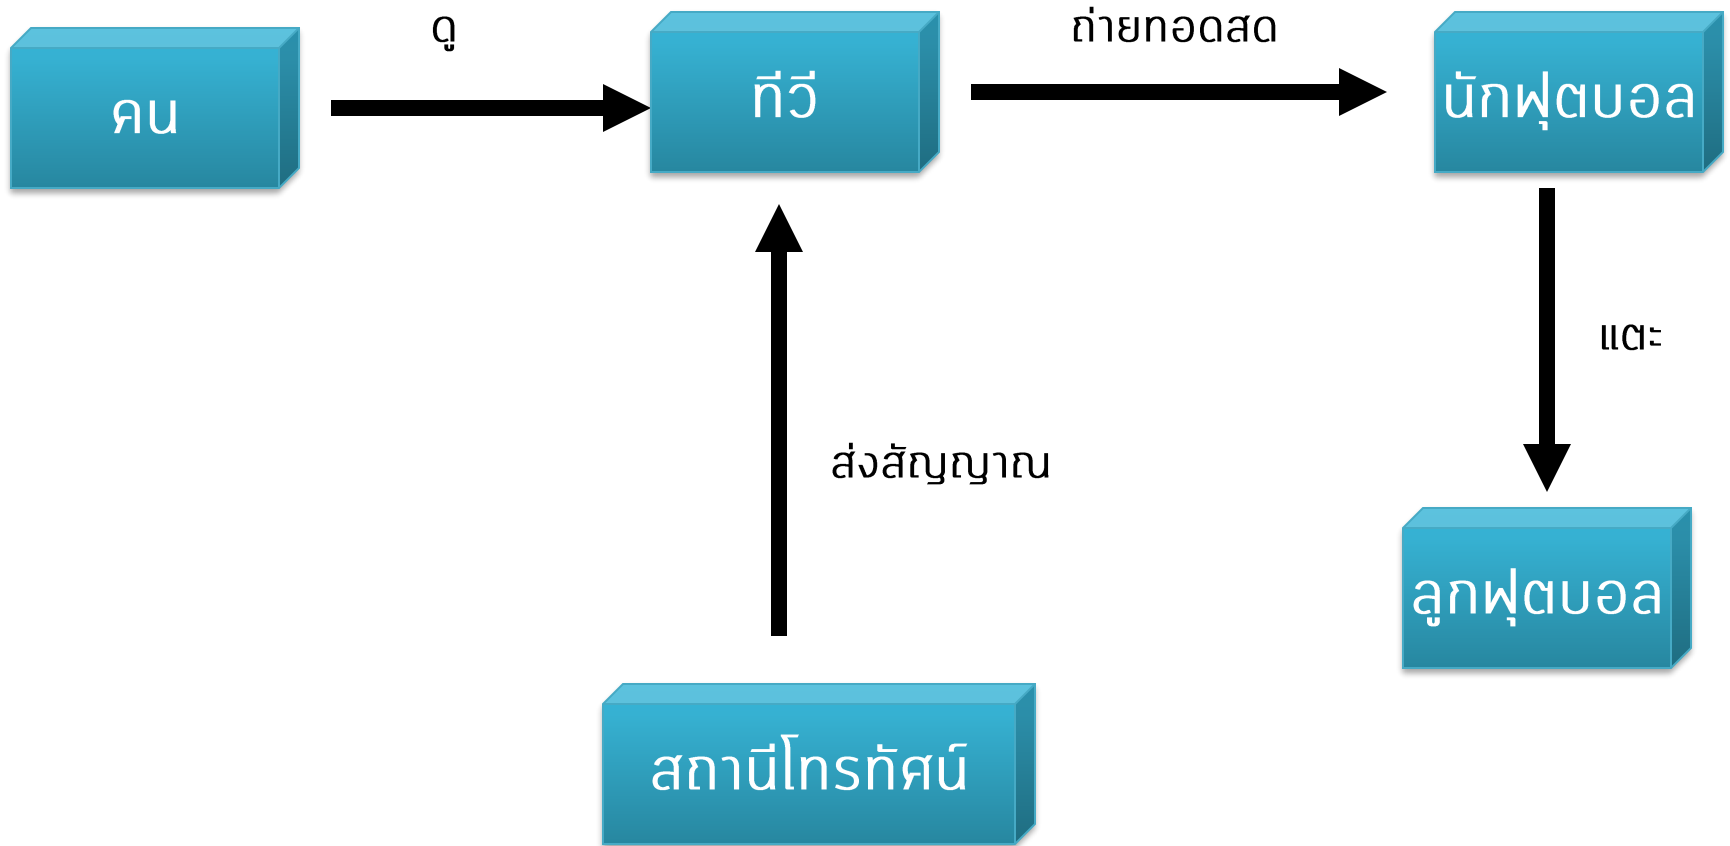 คน
ดู
ทีวี
ถ่ายทอดสด
นักฟุตบอล
แตะ
ส่งสัญญาณ
ลูกฟุตบอล
สถานีโทรทัศน์